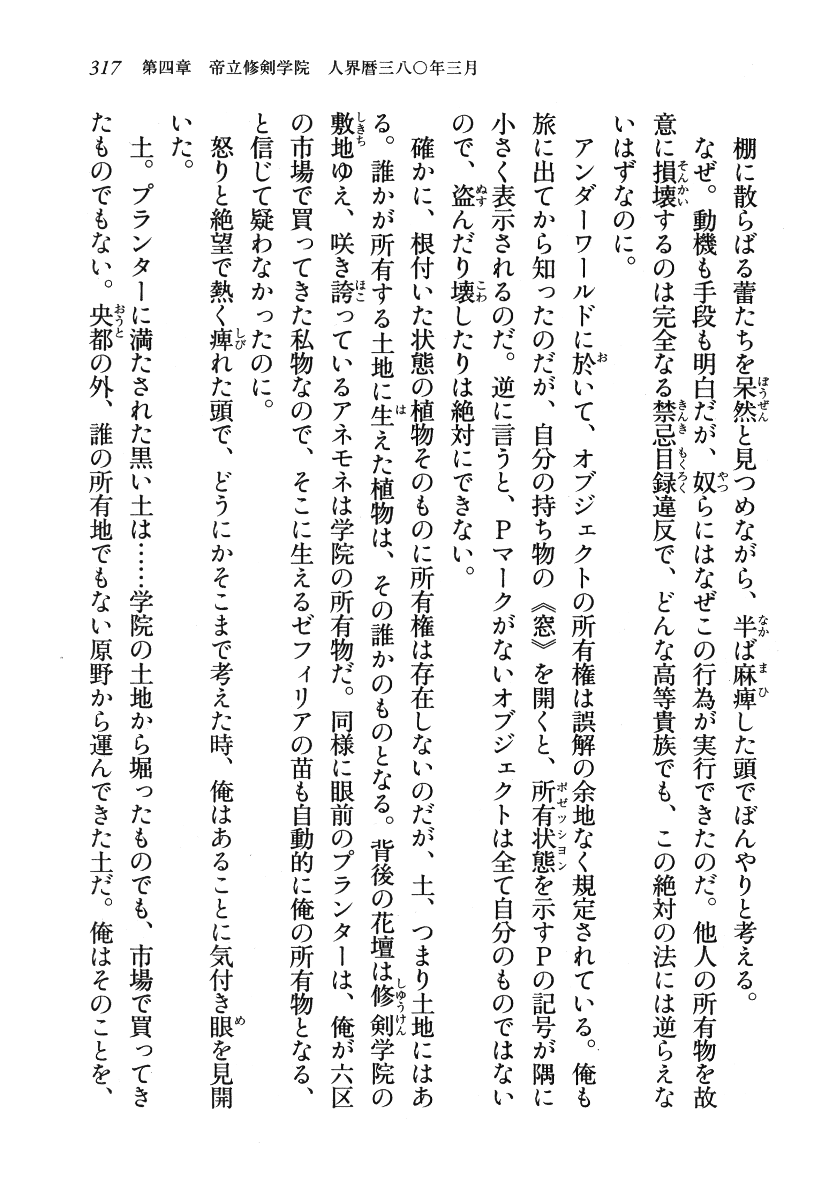 317 第四章 帝立修剣学院 人界暦三八〇年三月
棚に散らばる蕾たちを呆然と見つめながら、半ば麻痺した頭でぼんやりと考える。
なぜ。動機も手段も明白だが、奴らにはなぜこの行為が実行できたのだ。他人の所有物を故
意に損壊するのは完全なる禁忌目録違反で、どんな高等貴族でも、この絶対の法には逆らえな
いはずなのに。
アンダーワールドに於いて、オブジェクトの所有権は誤解の余地なく規定されている。俺も
旅に出てから知ったのだが、自分の持ち物の《窓》を開くと、所有状態を示すPの記号が隅に
小さく表示されるのだ。逆に言うと、Pマークがないオブジェクトは全て自分のものではない
ので、盗んだり壊したりは絶対にできない。
確かに、根付いた状態の植物そのものに所有権は存在しないのだが、土、つまり土地にはあ
る。誰かが所有する土地に生えた植物は、その誰かのものとなる。背後の花壇は修剣学院の
敷地ゆえ、咲き誇っているアネモネは学院の所有物だ。同様に眼前のプランターは、俺が六区
の市場で買ってきた私物なので、そこに生えるゼフィリアの苗も自動的に俺の所有物となる、
と信じて疑わなかったのに。
怒りと絶望で熱く痺れた頭で、どうにかそこまで考えた時、俺はあることに気付き眼を見開
いた。
土。プランターに満たされた黒い土は……学院の土地から堀ったものでも、市場で買ってき
たものでもない。央都の外、誰の所有地でもない原野から運んできた土だ。俺はそのことを、